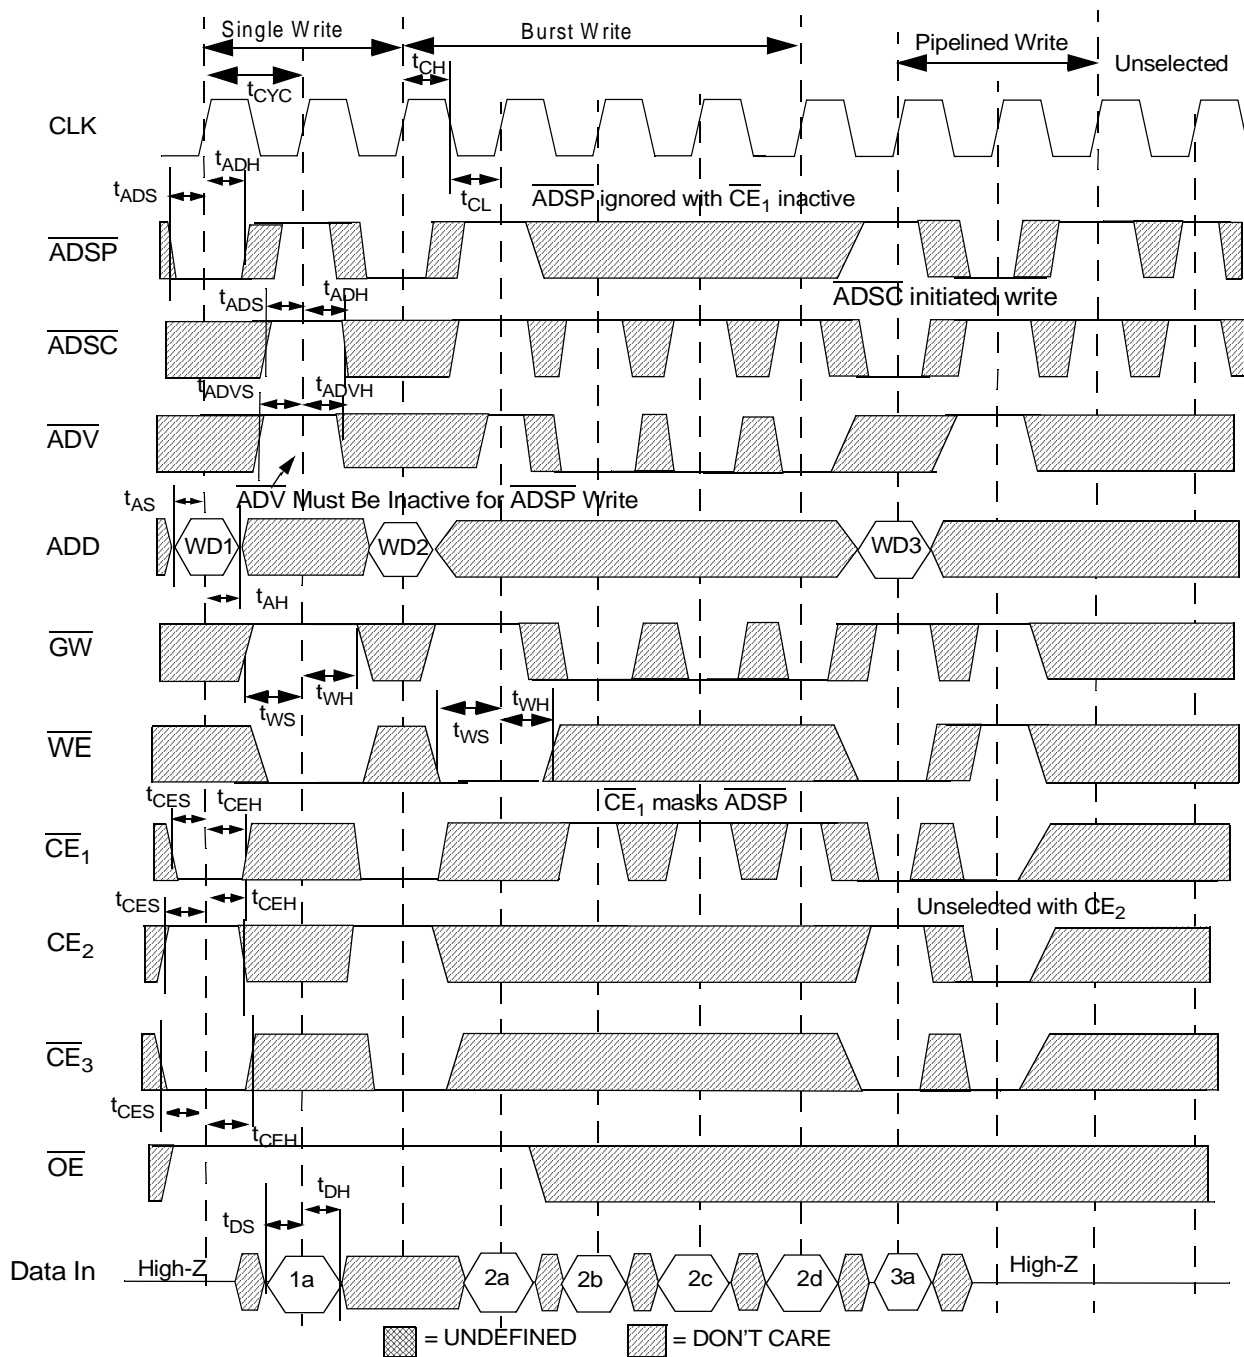 Single Write
Burst Write
Pipelined Write
Unselected
tCH
tCYC
CLK
tADH
tADS
tCL
ADSP ignored with CE1 inactive
ADSP
tADS
tADH
ADSC initiated write
ADSC
tADVS
tADVH
ADV
tAS
ADV Must Be Inactive for ADSP Write
ADD
WD1
WD2
WD3
tAH
GW
tWH
tWS
tWH
tWS
WE
tCES
tCEH
CE1 masks ADSP
CE1
tCES
tCEH
Unselected with CE2
CE2
CE3
tCES
tCEH
OE
tDH
tDS
Data In
High-Z
1a
2a
2b
2c
2d
3a
High-Z
= UNDEFINED
= DON'T CARE